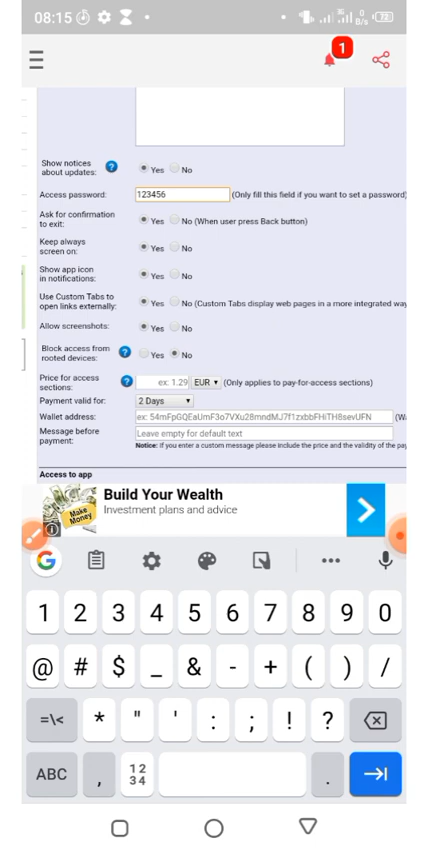 08:15
3G
0
B/s
72
1
Show notices
about updates: ? Yes No
Access password: 123456 (Only fill this field if you want to set a password)
Ask for confirmation
to exit: Yes No (When user press Back button)
Keep always
screen on: Yes No
Show app icon
in notifications: Yes No
Use Custom Tabs to
open links externally: Yes No (Custom Tabs display web pages in a more integrated way
Allow screenshots: Yes No
Block access from
rooted devices: ? Yes No
Price for access
sections: ? ex: 1.29 EUR (Only applies to pay-for-access sections)
Payment valid for: 2 Days
Wallet address: ex: 54mFpGQEaUmF3o7VXu28mndMJ7f1zxbbFHiTH8sevUFN (Wa
Message before
payment: Leave empty for default text
Notice: If you enter a custom message please include the price and the validity of the pay
Access to app
Make
Money
Build Your Wealth
Investment plans and advice
G
1 2 3 4 5 6 7 8 9 0
@ # $ _ & - + ( ) /
=\< * " ' : ; ! ?
ABC , 12
34 .